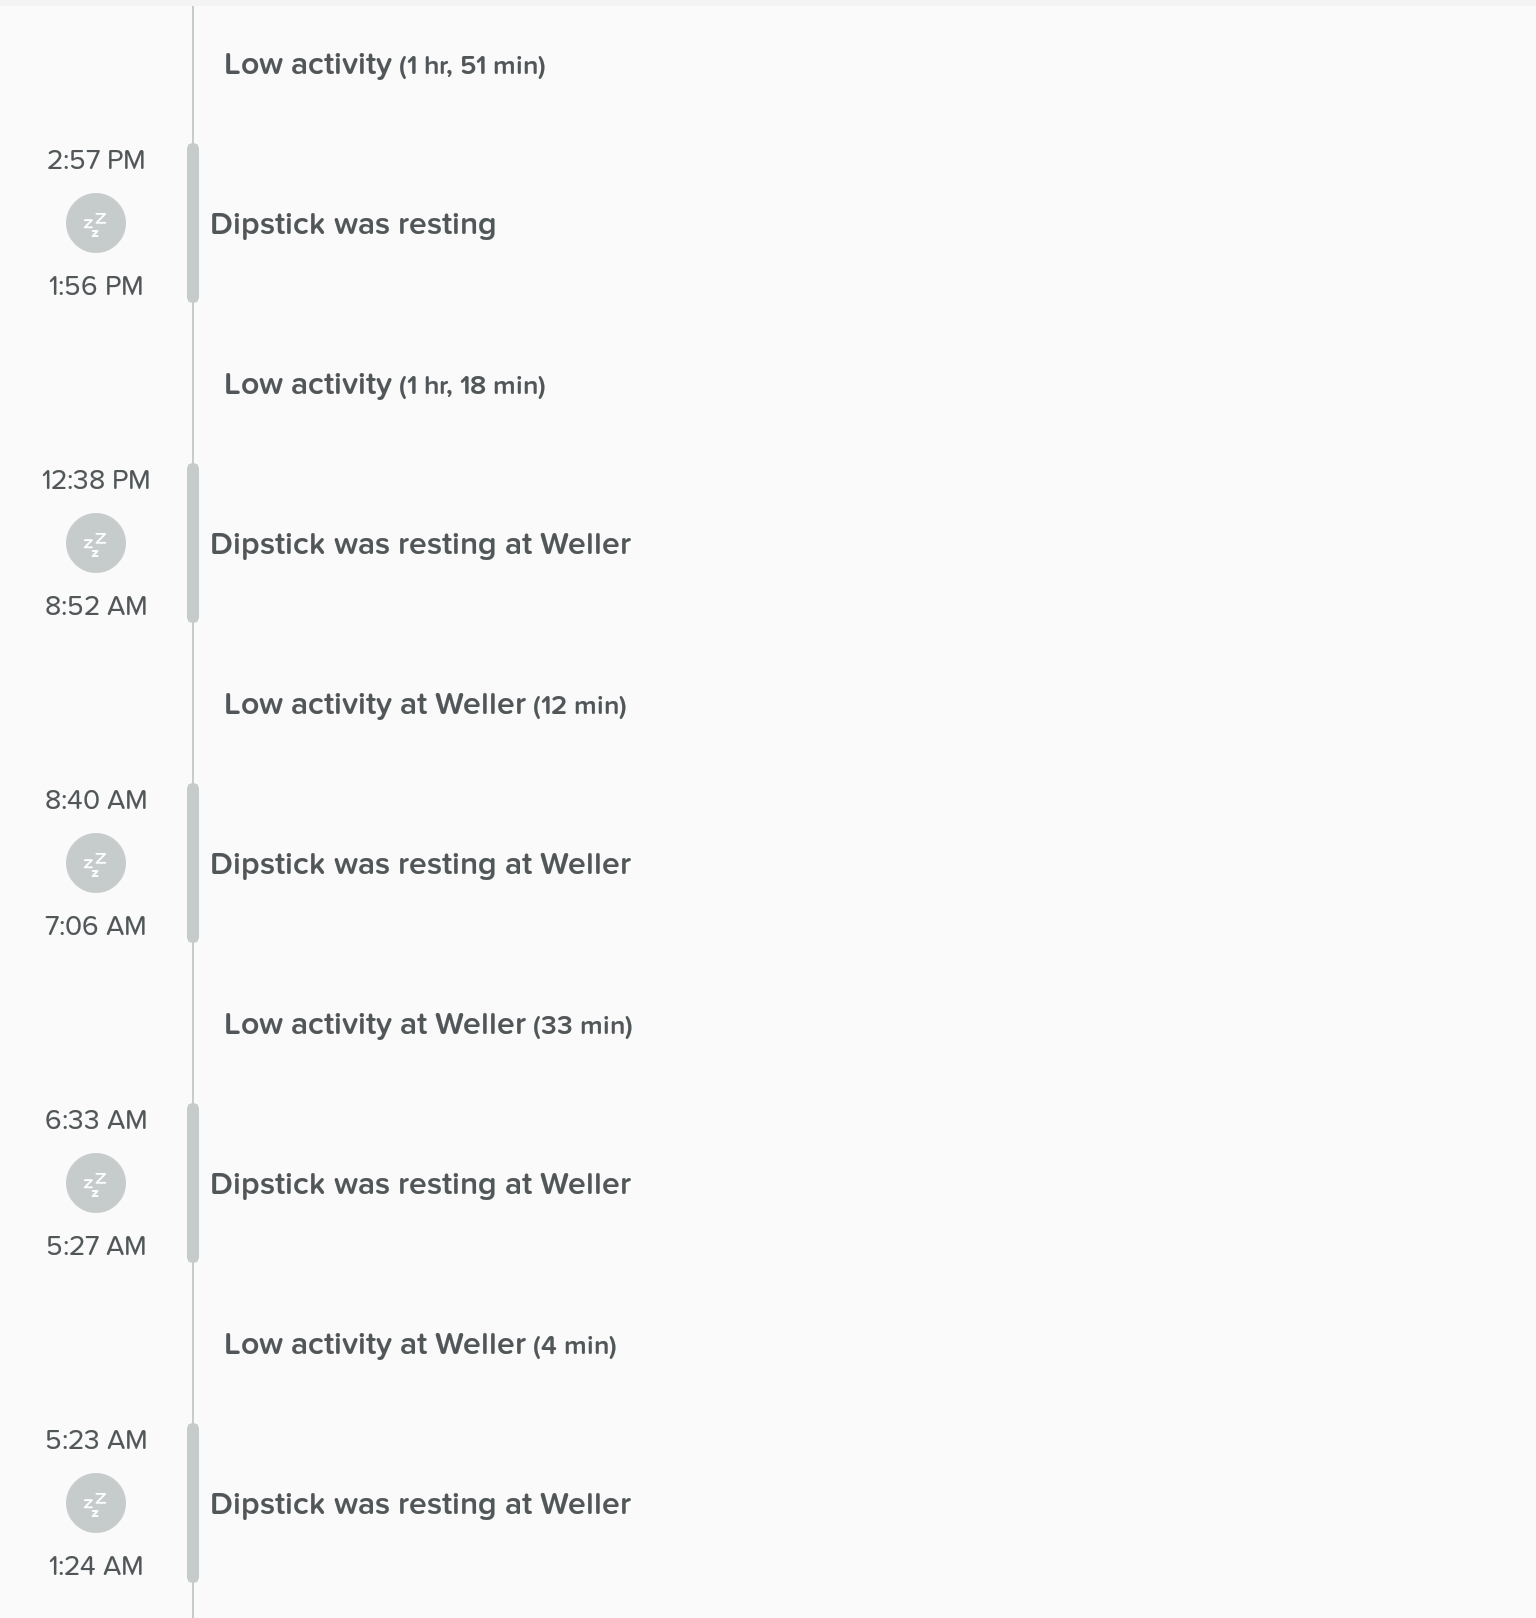 Low activity (1 hr, 51 min)
2:57 PM
Dipstick was resting
1:56 PM
Low activity (1 hr, 18 min)
12:38 PM
Dipstick was resting at Weller
8:52 AM
Low activity at Weller (12 min)
8:40 AM
Dipstick was resting at Weller
7:06 AM
Low activity at Weller (33 min)
6:33 AM
Dipstick was resting at Weller
5:27 AM
Low activity at Weller (4 min)
5:23 AM
Dipstick was resting at Weller
1:24 AM